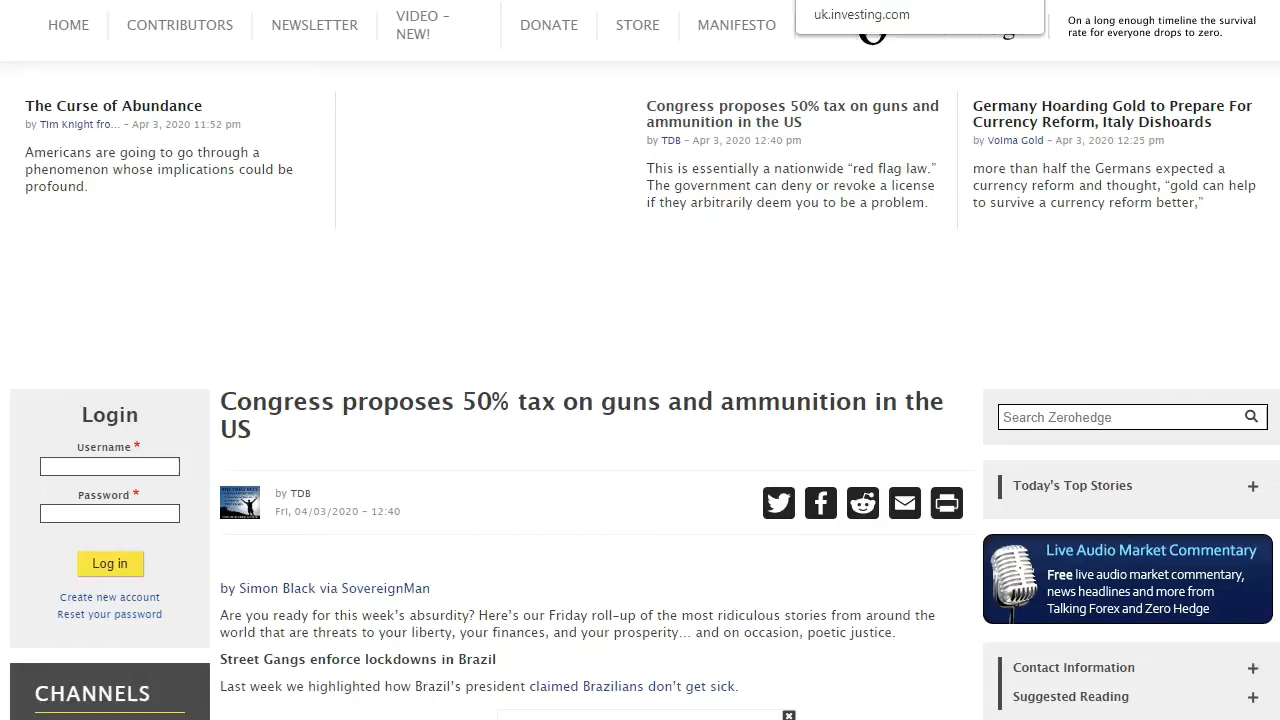 HOME
CONTRIBUTORS
NEWSLETTER
VIDEO -
NEW!
DONATE
STORE
MANIFESTO
uk.investing.com
On a long enough timeline the survival
rate for everyone drops to zero.
The Curse of Abundance
by Tim Knight fro... - Apr 3, 2020 11:52 pm
Americans are going to go through a
phenomenon whose implications could be
profound.
Congress proposes 50% tax on guns and
ammunition in the US
by TDB - Apr 3, 2020 12:40 pm
This is essentially a nationwide “red flag law.”
The government can deny or revoke a license
if they arbitrarily deem you to be a problem.
Germany Hoarding Gold to Prepare For
Currency Reform, Italy Dishoards
by Volma Gold - Apr 3, 2020 12:25 pm
more than half the Germans expected a
currency reform and thought, “gold can help
to survive a currency reform better,”
Login
Username *
Password *
Log in
Create new account
Reset your password
CHANNELS
Congress proposes 50% tax on guns and ammunition in the
US
by TDB
Fri, 04/03/2020 - 12:40
by Simon Black via SovereignMan
Are you ready for this week’s absurdity? Here’s our Friday roll-up of the most ridiculous stories from around the
world that are threats to your liberty, your finances, and your prosperity... and on occasion, poetic justice.
Street Gangs enforce lockdowns in Brazil
Last week we highlighted how Brazil’s president claimed Brazilians don’t get sick.
Search Zerohedge
Today's Top Stories
Live Audio Market Commentary
Free live audio market commentary,
news headlines and more from
Talking Forex and Zero Hedge
Contact Information
Suggested Reading